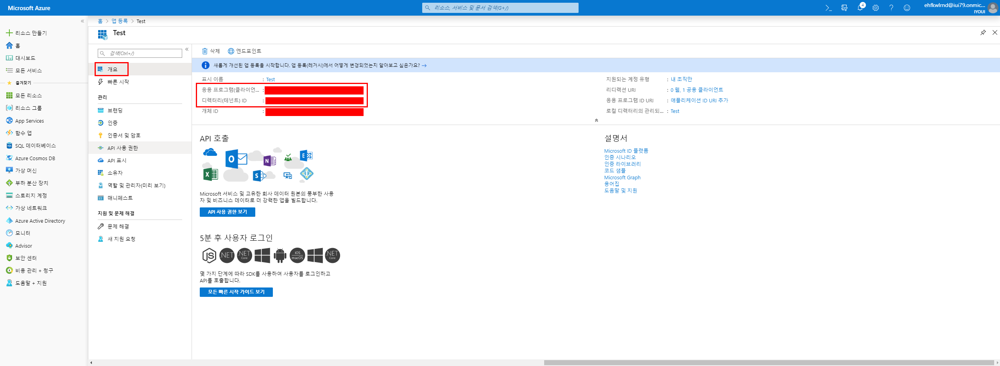 Microsoft Azure
리소스, 서비스 및 문서 검색(G+/)
4
ehfkwlrnd@iui79.onmic...
IYOUI
리소스 만들기
홈
대시보드
모든 서비스
즐겨찾기
모든 리소스
리소스 그룹
App Services
함수 앱
SQL 데이터베이스
Azure Cosmos DB
가상 머신
부하 분산 장치
스토리지 계정
가상 네트워크
Azure Active Directory
모니터
Advisor
보안 센터
비용 관리 + 청구
도움말 + 지원
홈 > 앱 등록 > Test
Test
검색(Ctrl+/)
개요
빠른 시작
관리
브랜딩
인증
인증서 및 암호
API 사용 권한
API 표시
소유자
역할 및 관리자(미리 보기)
매니페스트
지원 및 문제 해결
문제 해결
새 지원 요청
삭제
엔드포인트
새롭게 개선된 앱 등록을 시작합니다. 앱 등록(레거시)에서 어떻게 변경되었는지 알아보고 싶은가요? →
표시 이름 : Test
응용 프로그램(클라이언... :
디렉터리(테넌트) ID :
개체 ID :
지원되는 계정 유형 : 내 조직만
리디렉션 URI : 0 웹, 1 공용 클라이언트
응용 프로그램 ID URI : 애플리케이션 ID URI 추가
로컬 디렉터리의 관리되... : Test
API 호출
Microsoft 서비스 및 고유한 회사 데이터 원본의 풍부한 사용
자 및 비즈니스 데이터로 더 강력한 앱을 빌드합니다.
API 사용 권한 보기
5분 후 사용자 로그인
JS .NET .NET Core iOS macOS .NET Core
몇 가지 단계에 따라 SDK를 사용하여 사용자를 로그인하고
API를 호출합니다.
모든 빠른 시작 가이드 보기
설명서
Microsoft ID 플랫폼
인증 시나리오
인증 라이브러리
코드 샘플
Microsoft Graph
용어집
도움말 및 지원